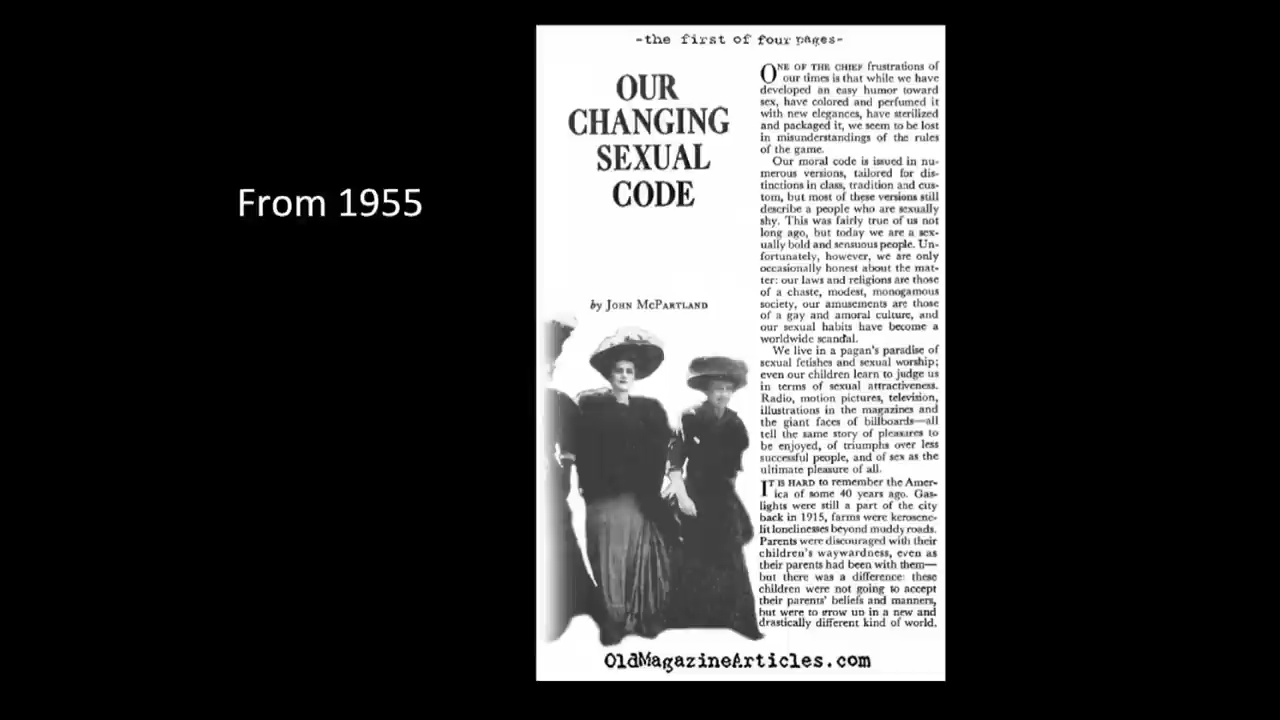 From 1955
-the first of four pages-
OUR
CHANGING
SEXUAL
CODE
by JOHN MCPARTLAND
ONE OF THE CHIEF frustrations of
our times is that while we have
developed an easy humor toward
sex, have colored and perfumed it
with new elegances, have sterilized
and packaged it, we seem to be lost
in misunderstandings of the rules
of the game.
Our moral code is issued in nu-
merous versions, tailored for dis-
tinctions in class, tradition and cus-
tom, but most of these versions still
describe a people who are sexually
shy. This was fairly true of us not
long ago, but today we are a sex-
ually bold and sensuous people. Un-
fortunately, however, we are only
occasionally honest about the mat-
ter: our laws and religions are those
of a chaste, modest, monogamous
society, our amusements are those
of a gay and amoral culture, and
our sexual habits have become a
worldwide scandal.
We live in a pagan's paradise of
sexual fetishes and sexual worship;
even our children learn to judge us
in terms of sexual attractiveness.
Radio, motion pictures, television,
illustrations in the magazines and
the giant faces of billboards—all
tell the same story of pleasures to
be enjoyed, of triumphs over less
successful people, and of sex as the
ultimate pleasure of all.
IT IS HARD to remember the Amer-
ica of some 40 years ago. Gas-
lights were still a part of the city
back in 1915, farms were kerosene-
lit lonelinesses beyond muddy roads.
Parents were discouraged with their
children's waywardness, even as
their parents had been with them—
but there was a difference: these
children were not going to accept
their parents' beliefs and manners,
but were to grow up in a new and
drastically different kind of world.
OldMagazineArticles.com